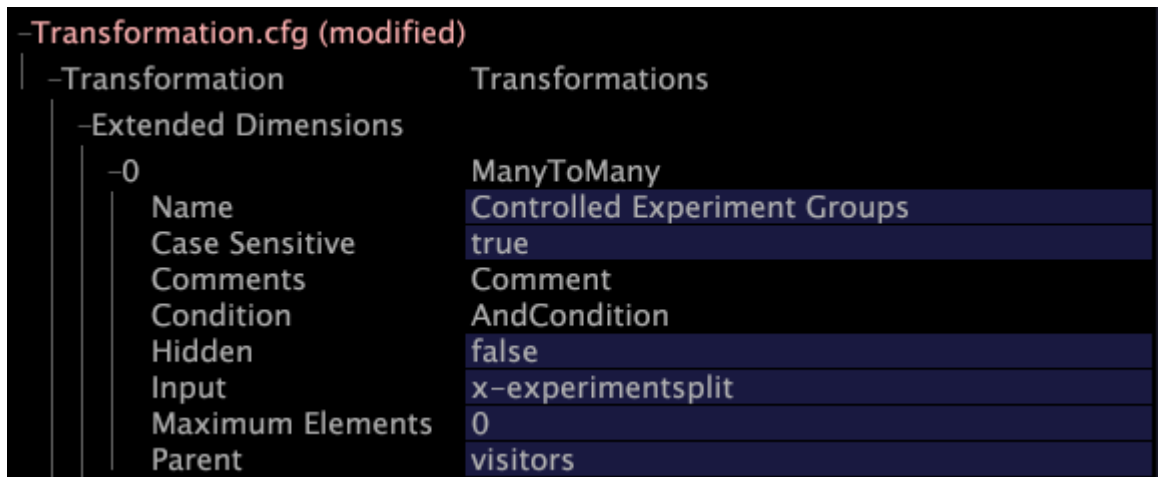 −Transformation.cfg (modified)
−Transformation Transformations
−Extended Dimensions
−0 ManyToMany
Name Controlled Experiment Groups
Case Sensitive true
Comments Comment
Condition AndCondition
Hidden false
Input x-experimentsplit
Maximum Elements 0
Parent visitors